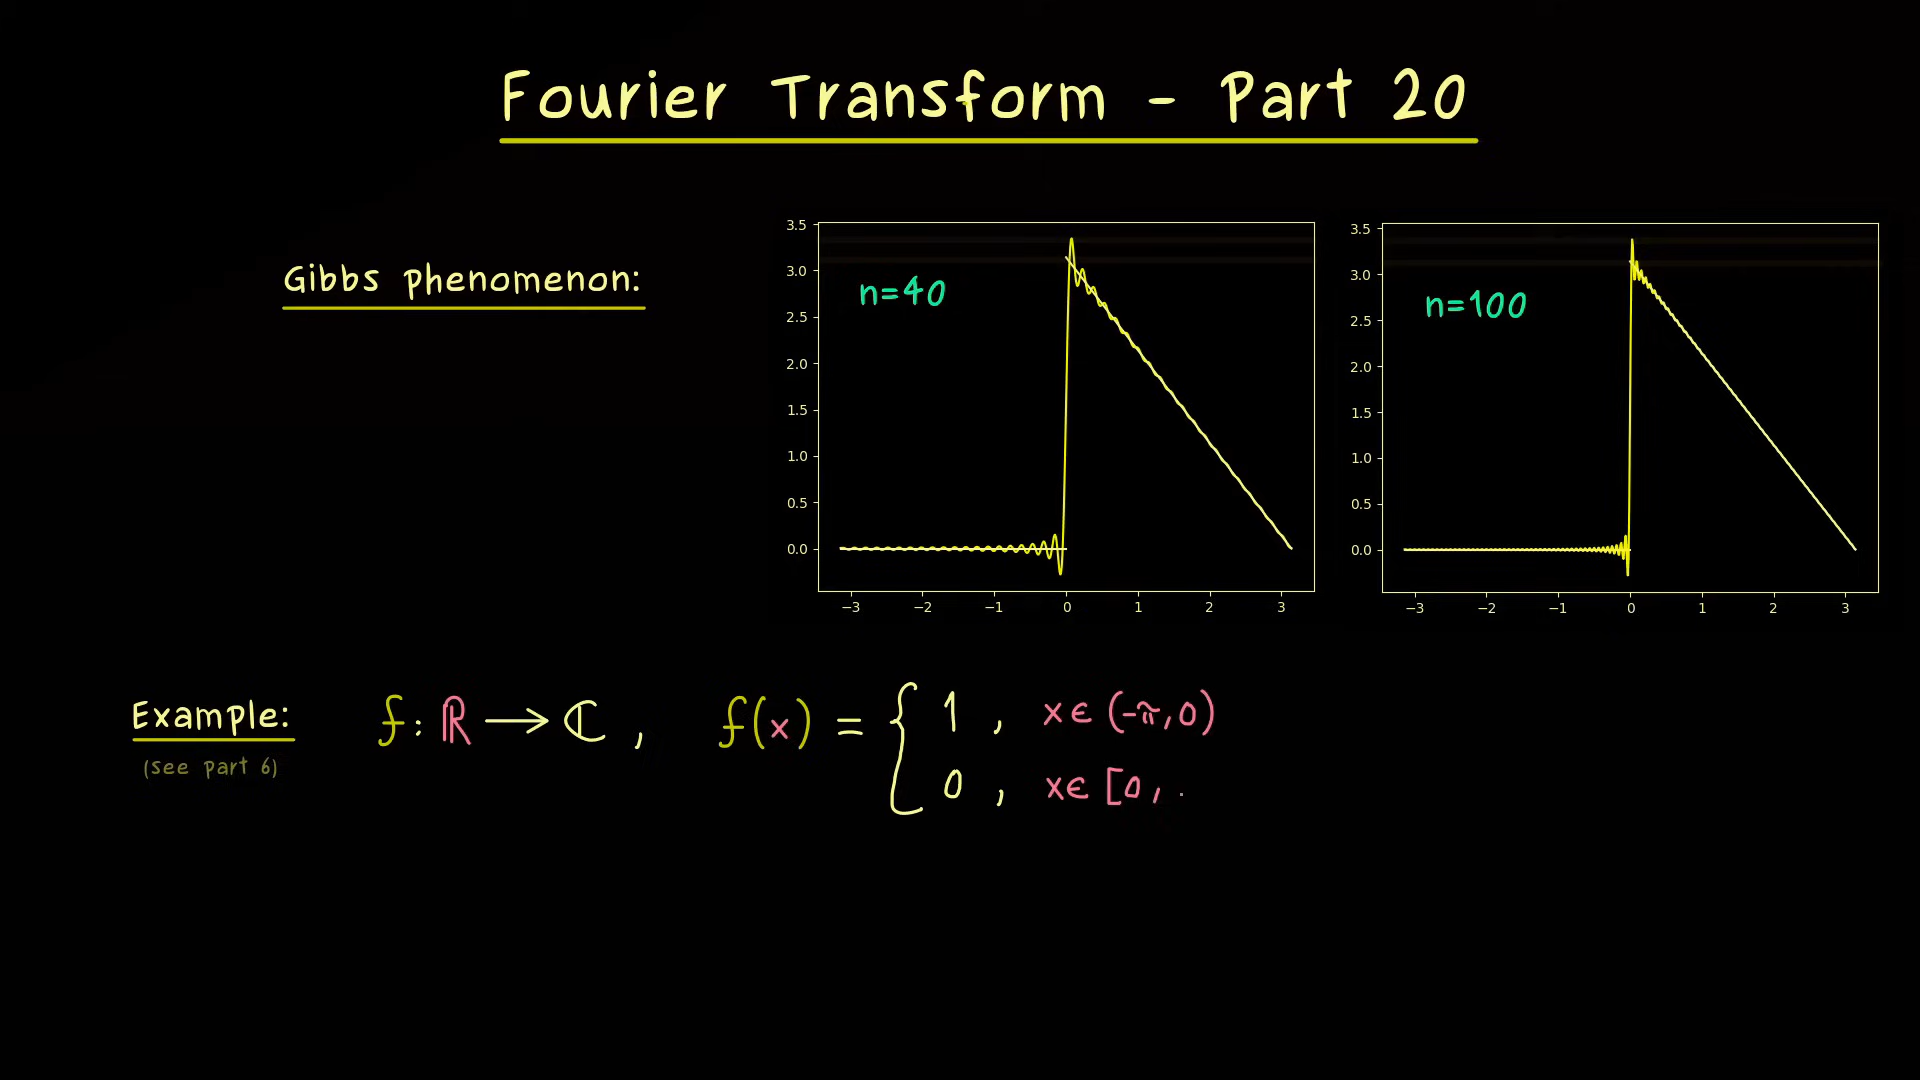 Fourier Transform - Part 20
Gibbs phenomenon:
3.5
3.0
2.5
2.0
1.5
1.0
0.5
0.0
−3 −2 −1 0 1 2 3
n=40
3.5
3.0
2.5
2.0
1.5
1.0
0.5
0.0
−3 −2 −1 0 1 2 3
n=100
Example: f: ℝ ⟶ ℂ , f(x) = { 1 , x∈(-π,0)
0 , x∈[0, .
(see part 6)